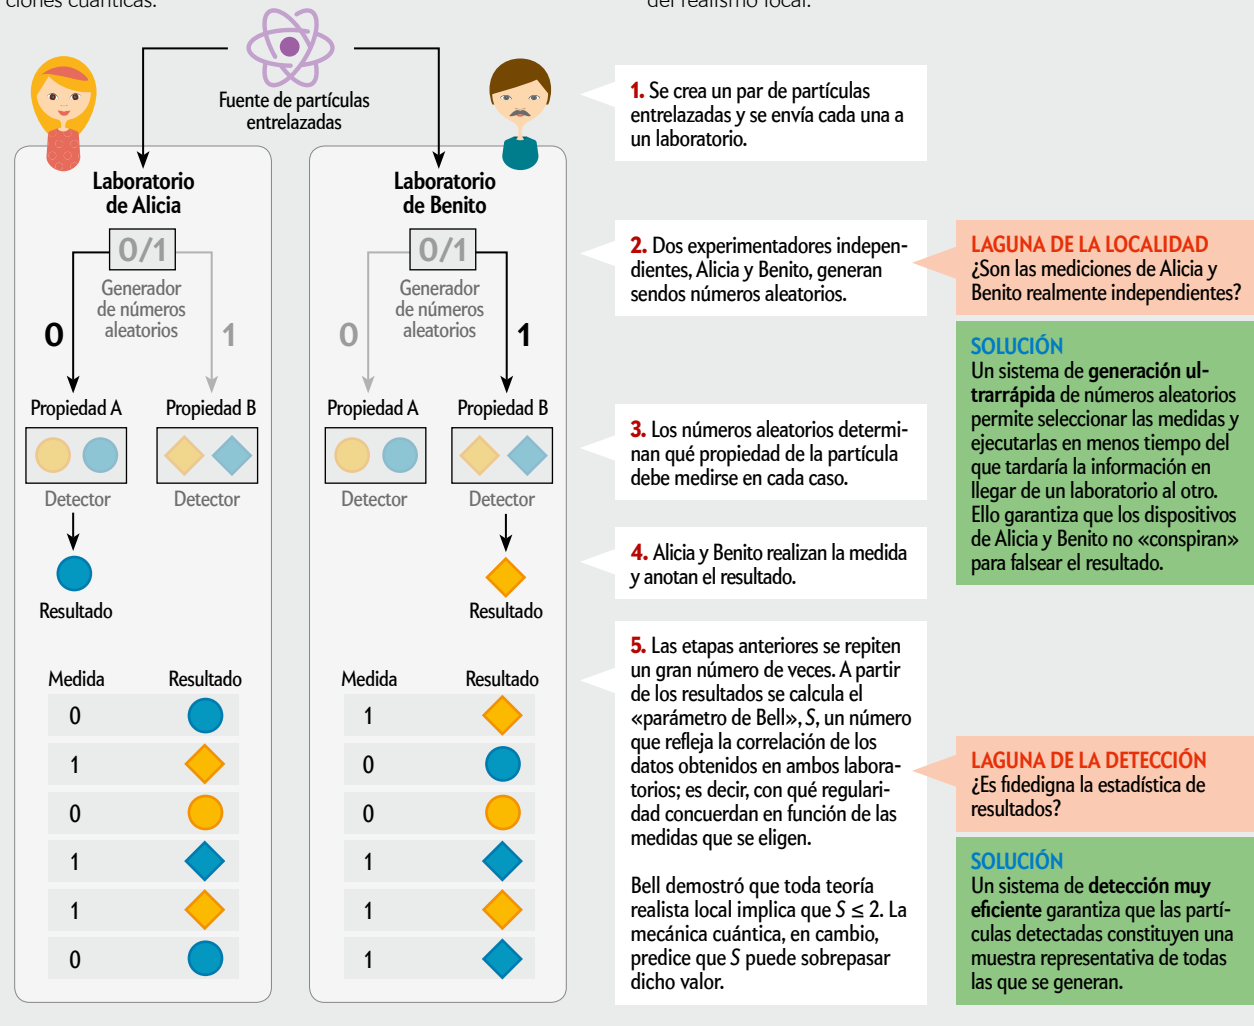 ciones cuánticas.
del realismo local.
Fuente de partículas
entrelazadas
Laboratorio
de Alicia
0/1
Generador
de números
aleatorios
0
1
Propiedad A
Propiedad B
Detector
Detector
Resultado
Medida Resultado
0
1
0
1
1
0
Laboratorio
de Benito
0/1
Generador
de números
aleatorios
0
1
Propiedad A
Propiedad B
Detector
Detector
Resultado
Medida Resultado
1
0
0
1
1
1
1. Se crea un par de partículas
entrelazadas y se envía cada una a
un laboratorio.
2. Dos experimentadores indepen-
dientes, Alicia y Benito, generan
sendos números aleatorios.
LAGUNA DE LA LOCALIDAD
¿Son las mediciones de Alicia y
Benito realmente independientes?
SOLUCIÓN
Un sistema de generación ul-
trarrápida de números aleatorios
permite seleccionar las medidas y
ejecutarlas en menos tiempo del
que tardaría la información en
llegar de un laboratorio al otro.
Ello garantiza que los dispositivos
de Alicia y Benito no «conspiran»
para falsear el resultado.
3. Los números aleatorios determi-
nan qué propiedad de la partícula
debe medirse en cada caso.
4. Alicia y Benito realizan la medida
y anotan el resultado.
5. Las etapas anteriores se repiten
un gran número de veces. A partir
de los resultados se calcula el
«parámetro de Bell», S, un número
que refleja la correlación de los
datos obtenidos en ambos labora-
torios; es decir, con qué regulari-
dad concuerdan en función de las
medidas que se eligen.
Bell demostró que toda teoría
realista local implica que S ≤ 2. La
mecánica cuántica, en cambio,
predice que S puede sobrepasar
dicho valor.
LAGUNA DE LA DETECCIÓN
¿Es fidedigna la estadística de
resultados?
SOLUCIÓN
Un sistema de detección muy
eficiente garantiza que las partí-
culas detectadas constituyen una
muestra representativa de todas
las que se generan.